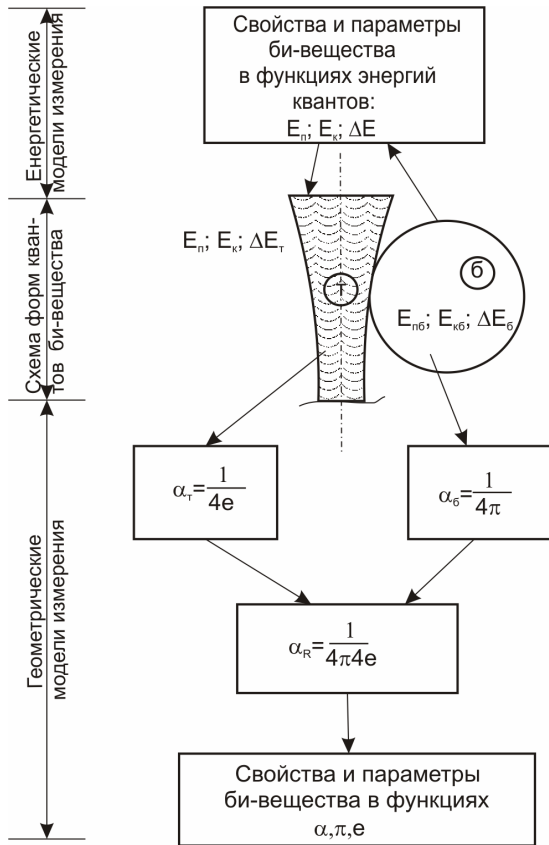 Энергетические
модели измерения
Свойства и параметры
би-вещества
в функциях энергий
квантов:
Eп; Eк; ΔE
Схема форм кван-
тов би-вещества
Eп; Eк; ΔEт
т
б
Eпб; Eкб; ΔEб
Геометрические
модели измерения
αт=1/4e
αб=1/4π
αR=1/4π4e
Свойства и параметры
би-вещества в функциях
α,π,e